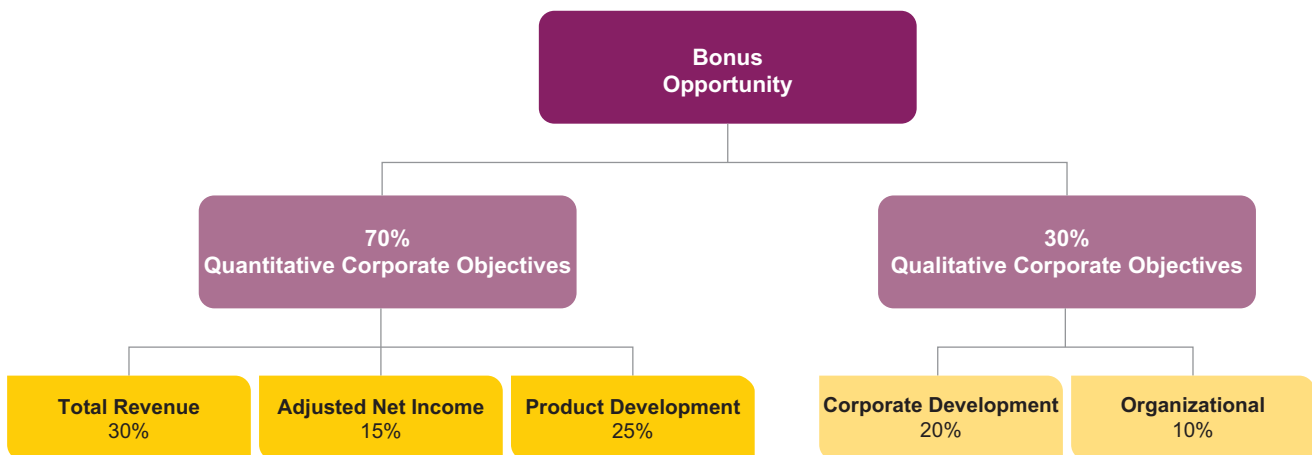 Bonus
Opportunity
70%
Quantitative Corporate Objectives
30%
Qualitative Corporate Objectives
Total Revenue
30%
Adjusted Net Income
15%
Product Development
25%
Corporate Development
20%
Organizational
10%